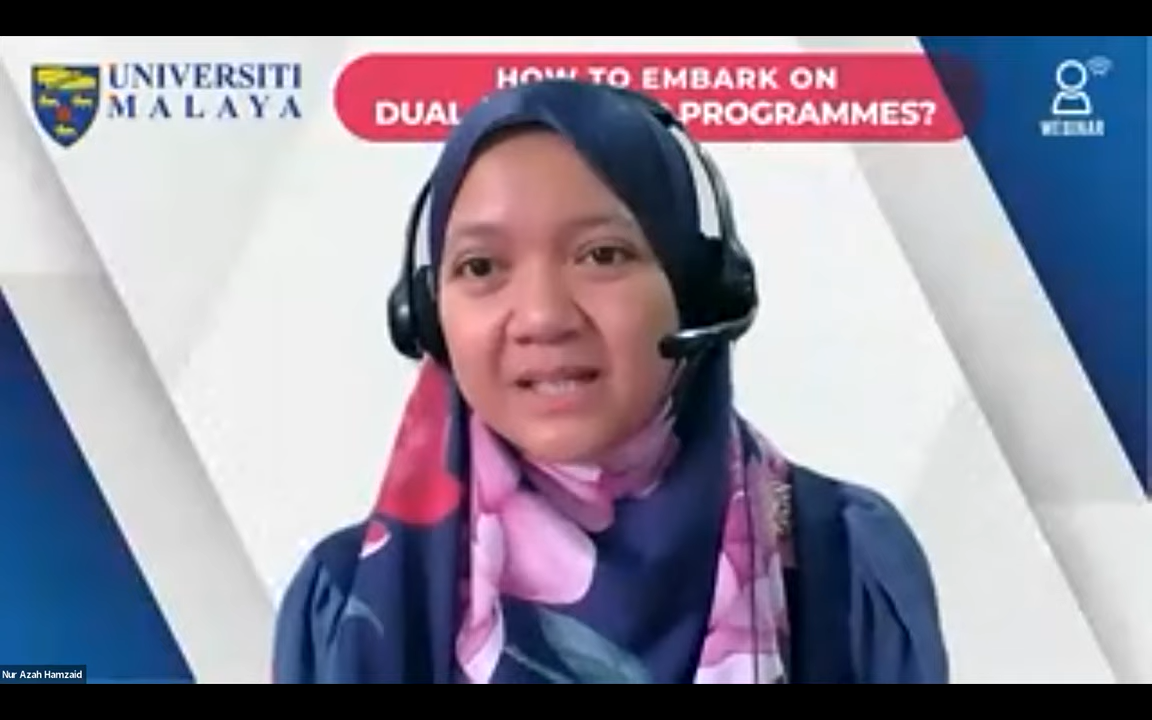 UNIVERSITI
MALAYA
HOW TO EMBARK ON
DUAL PROGRAMMES?
WEBINAR
Nur Azah Hamzaid